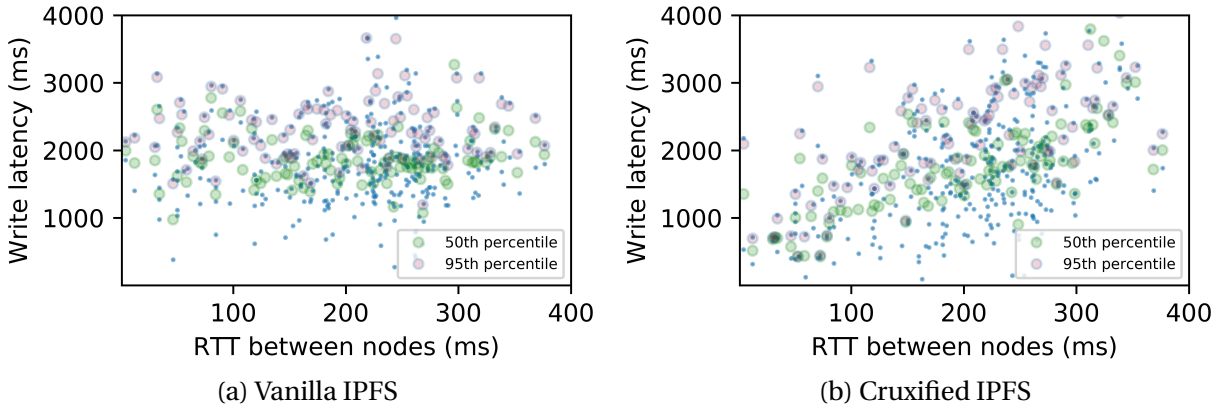 4000
3000
2000
1000
Write latency (ms)
50th percentile
95th percentile
100 200 300 400
RTT between nodes (ms)
(a) Vanilla IPFS
4000
3000
2000
1000
Write latency (ms)
50th percentile
95th percentile
100 200 300 400
RTT between nodes (ms)
(b) Cruxified IPFS